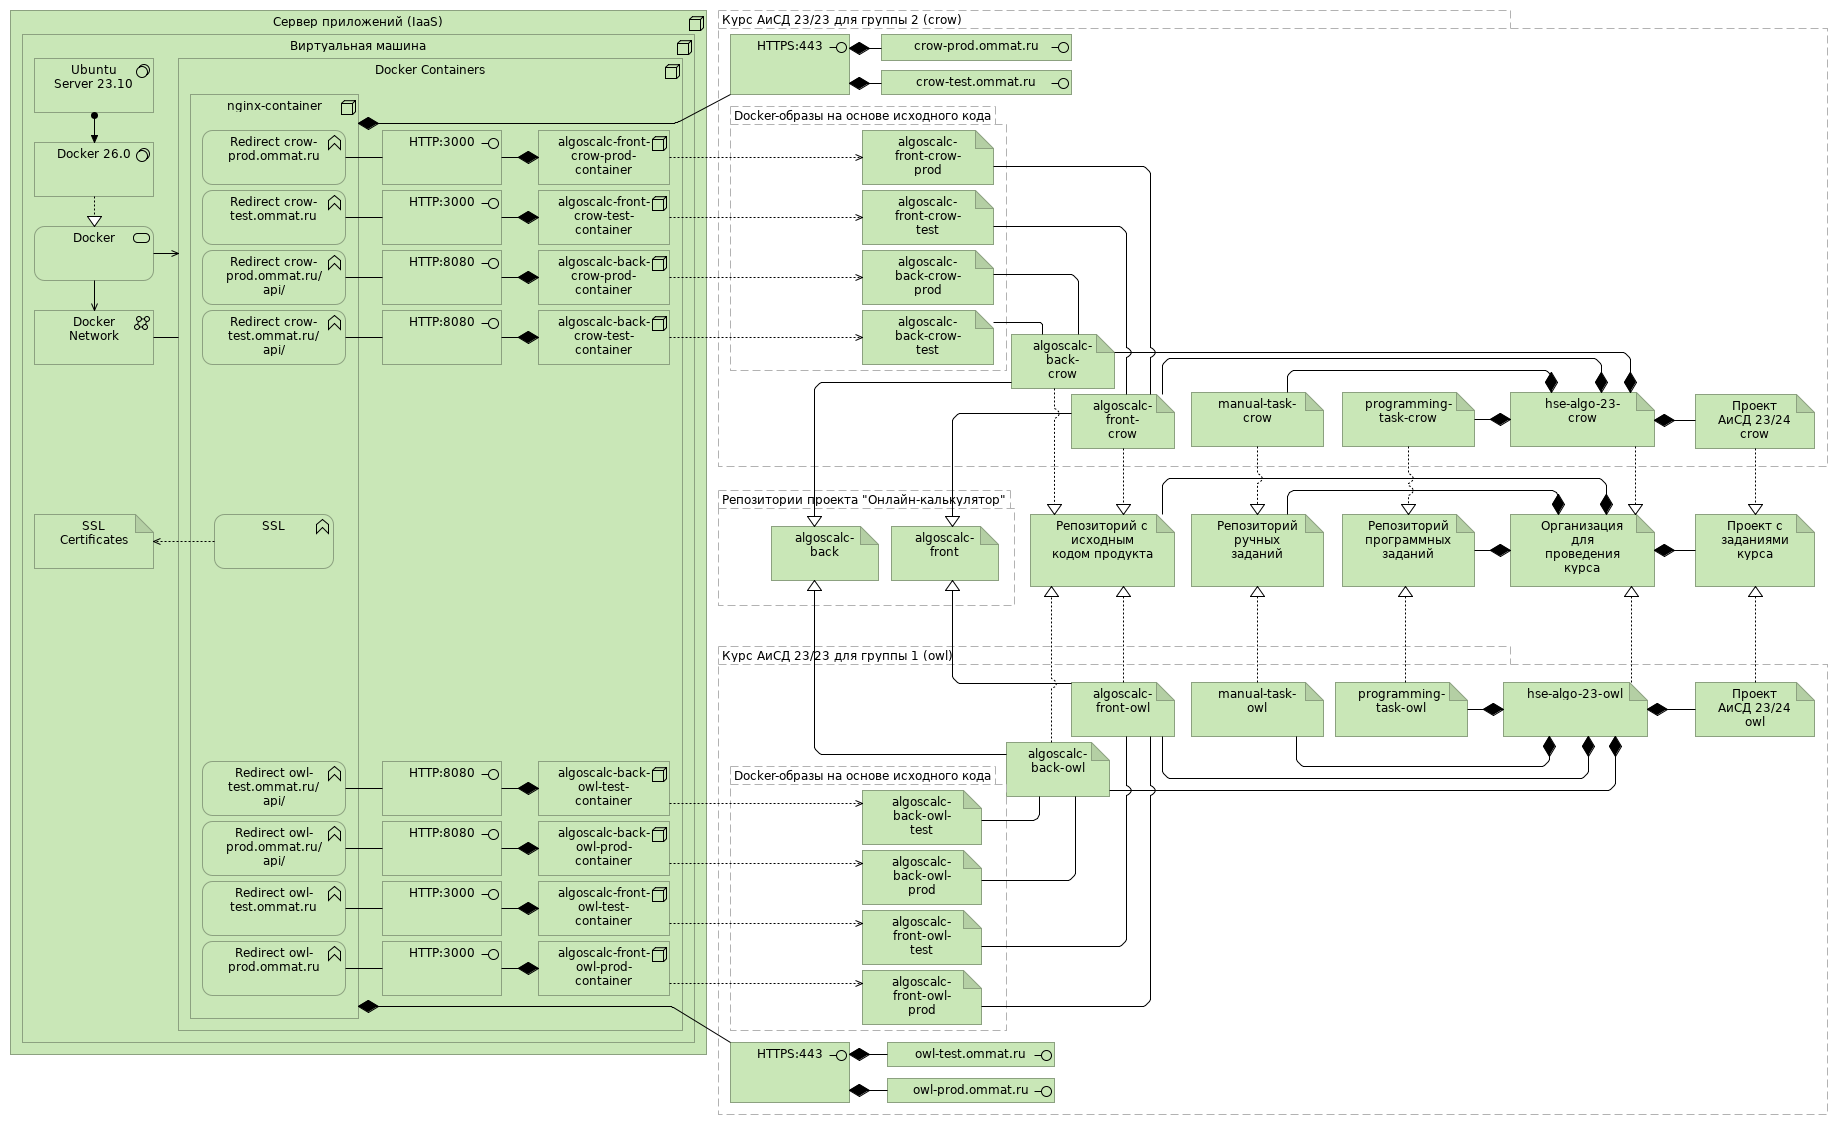 Сервер приложений (IaaS)
Виртуальная машина
Ubuntu
Server 23.10
Docker 26.0
Docker
Docker
Network
SSL
Certificates
Docker Containers
nginx-container
Redirect crow-
prod.ommat.ru
HTTP:3000
algoscalc-front-
crow-prod-
container
Redirect crow-
test.ommat.ru
HTTP:3000
algoscalc-front-
crow-test-
container
Redirect crow-
prod.ommat.ru/
api/
HTTP:8080
algoscalc-back-
crow-prod-
container
Redirect crow-
test.ommat.ru/
api/
HTTP:8080
algoscalc-back-
crow-test-
container
SSL
Redirect owl-
test.ommat.ru/
api/
HTTP:8080
algoscalc-back-
owl-test-
container
Redirect owl-
prod.ommat.ru/
api/
HTTP:8080
algoscalc-back-
owl-prod-
container
Redirect owl-
test.ommat.ru
HTTP:3000
algoscalc-front-
owl-test-
container
Redirect owl-
prod.ommat.ru
HTTP:3000
algoscalc-front-
owl-prod-
container
Курс АиСД 23/23 для группы 2 (crow)
HTTPS:443
crow-prod.ommat.ru
crow-test.ommat.ru
Docker-образы на основе исходного кода
algoscalc-
front-crow-
prod
algoscalc-
front-crow-
test
algoscalc-
back-crow-
prod
algoscalc-
back-crow-
test
algoscalc-
back-
crow
algoscalc-
front-
crow
manual-task-
crow
programming-
task-crow
hse-algo-23-
crow
Проект
АиСД 23/24
crow
Репозитории проекта "Онлайн-калькулятор"
algoscalc-
back
algoscalc-
front
Репозиторий с
исходным
кодом продукта
Репозиторий
ручных
заданий
Репозиторий
программных
заданий
Организация
для
проведения
курса
Проект с
заданиями
курса
Курс АиСД 23/23 для группы 1 (owl)
algoscalc-
front-owl
manual-task-
owl
programming-
task-owl
hse-algo-23-owl
Проект
АиСД 23/24
owl
algoscalc-
back-owl
Docker-образы на основе исходного кода
algoscalc-
back-owl-
test
algoscalc-
back-owl-
prod
algoscalc-
front-owl-
test
algoscalc-
front-owl-
prod
HTTPS:443
owl-test.ommat.ru
owl-prod.ommat.ru